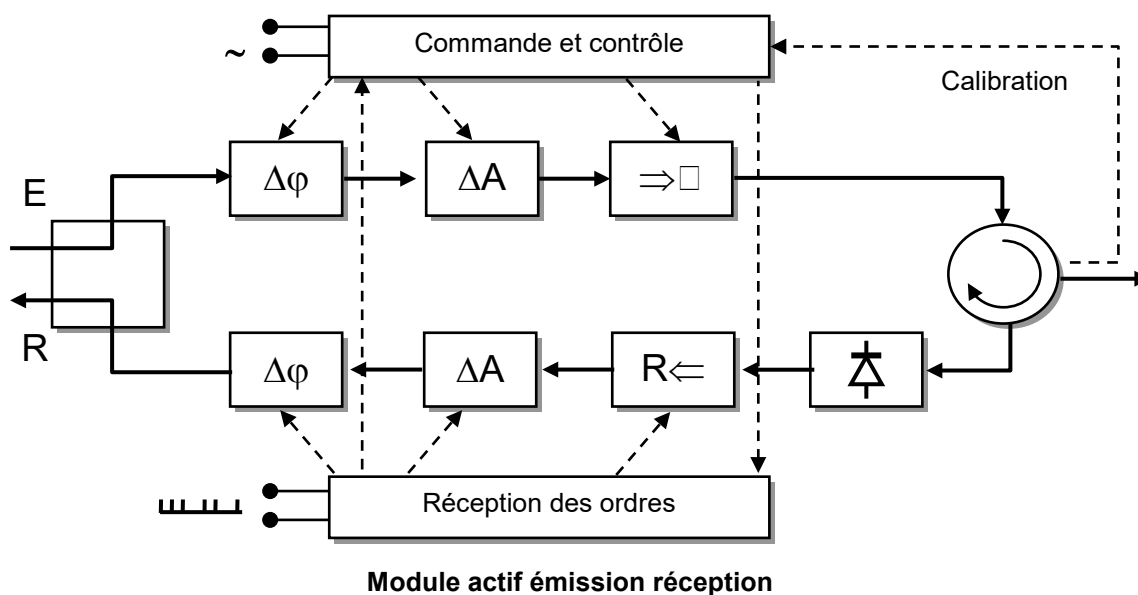 Commande et contrôle
~
Calibration
E
Δφ
ΔA
⇒□
R
Δφ
ΔA
R⇐
Réception des ordres
Module actif émission réception